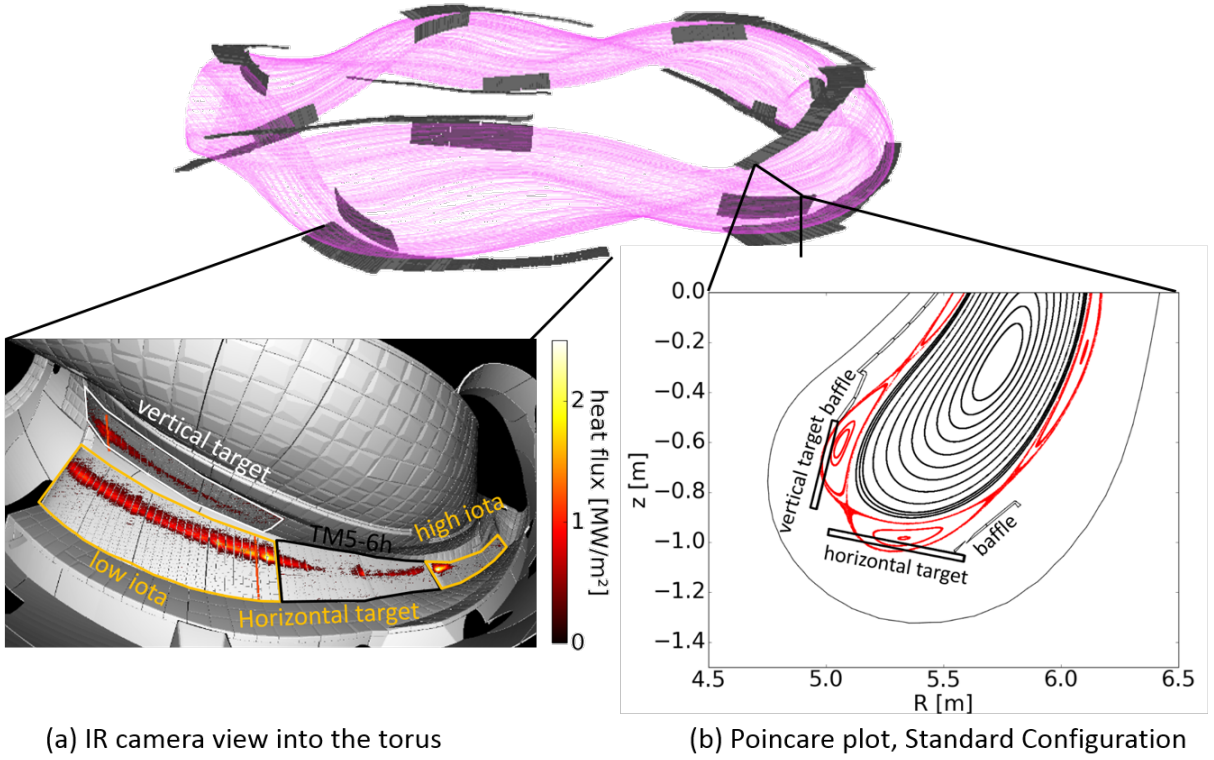 vertical target
low iota
TM5-6h
high iota
Horizontal target
2
1
0
heat flux [MW/m²]
0.0
−0.2
−0.4
−0.6
−0.8
−1.0
−1.2
−1.4
z [m]
baffle
vertical target
horizontal target
baffle
4.5 5.0 5.5 6.0 6.5
R [m]
(a) IR camera view into the torus
(b) Poincare plot, Standard Configuration